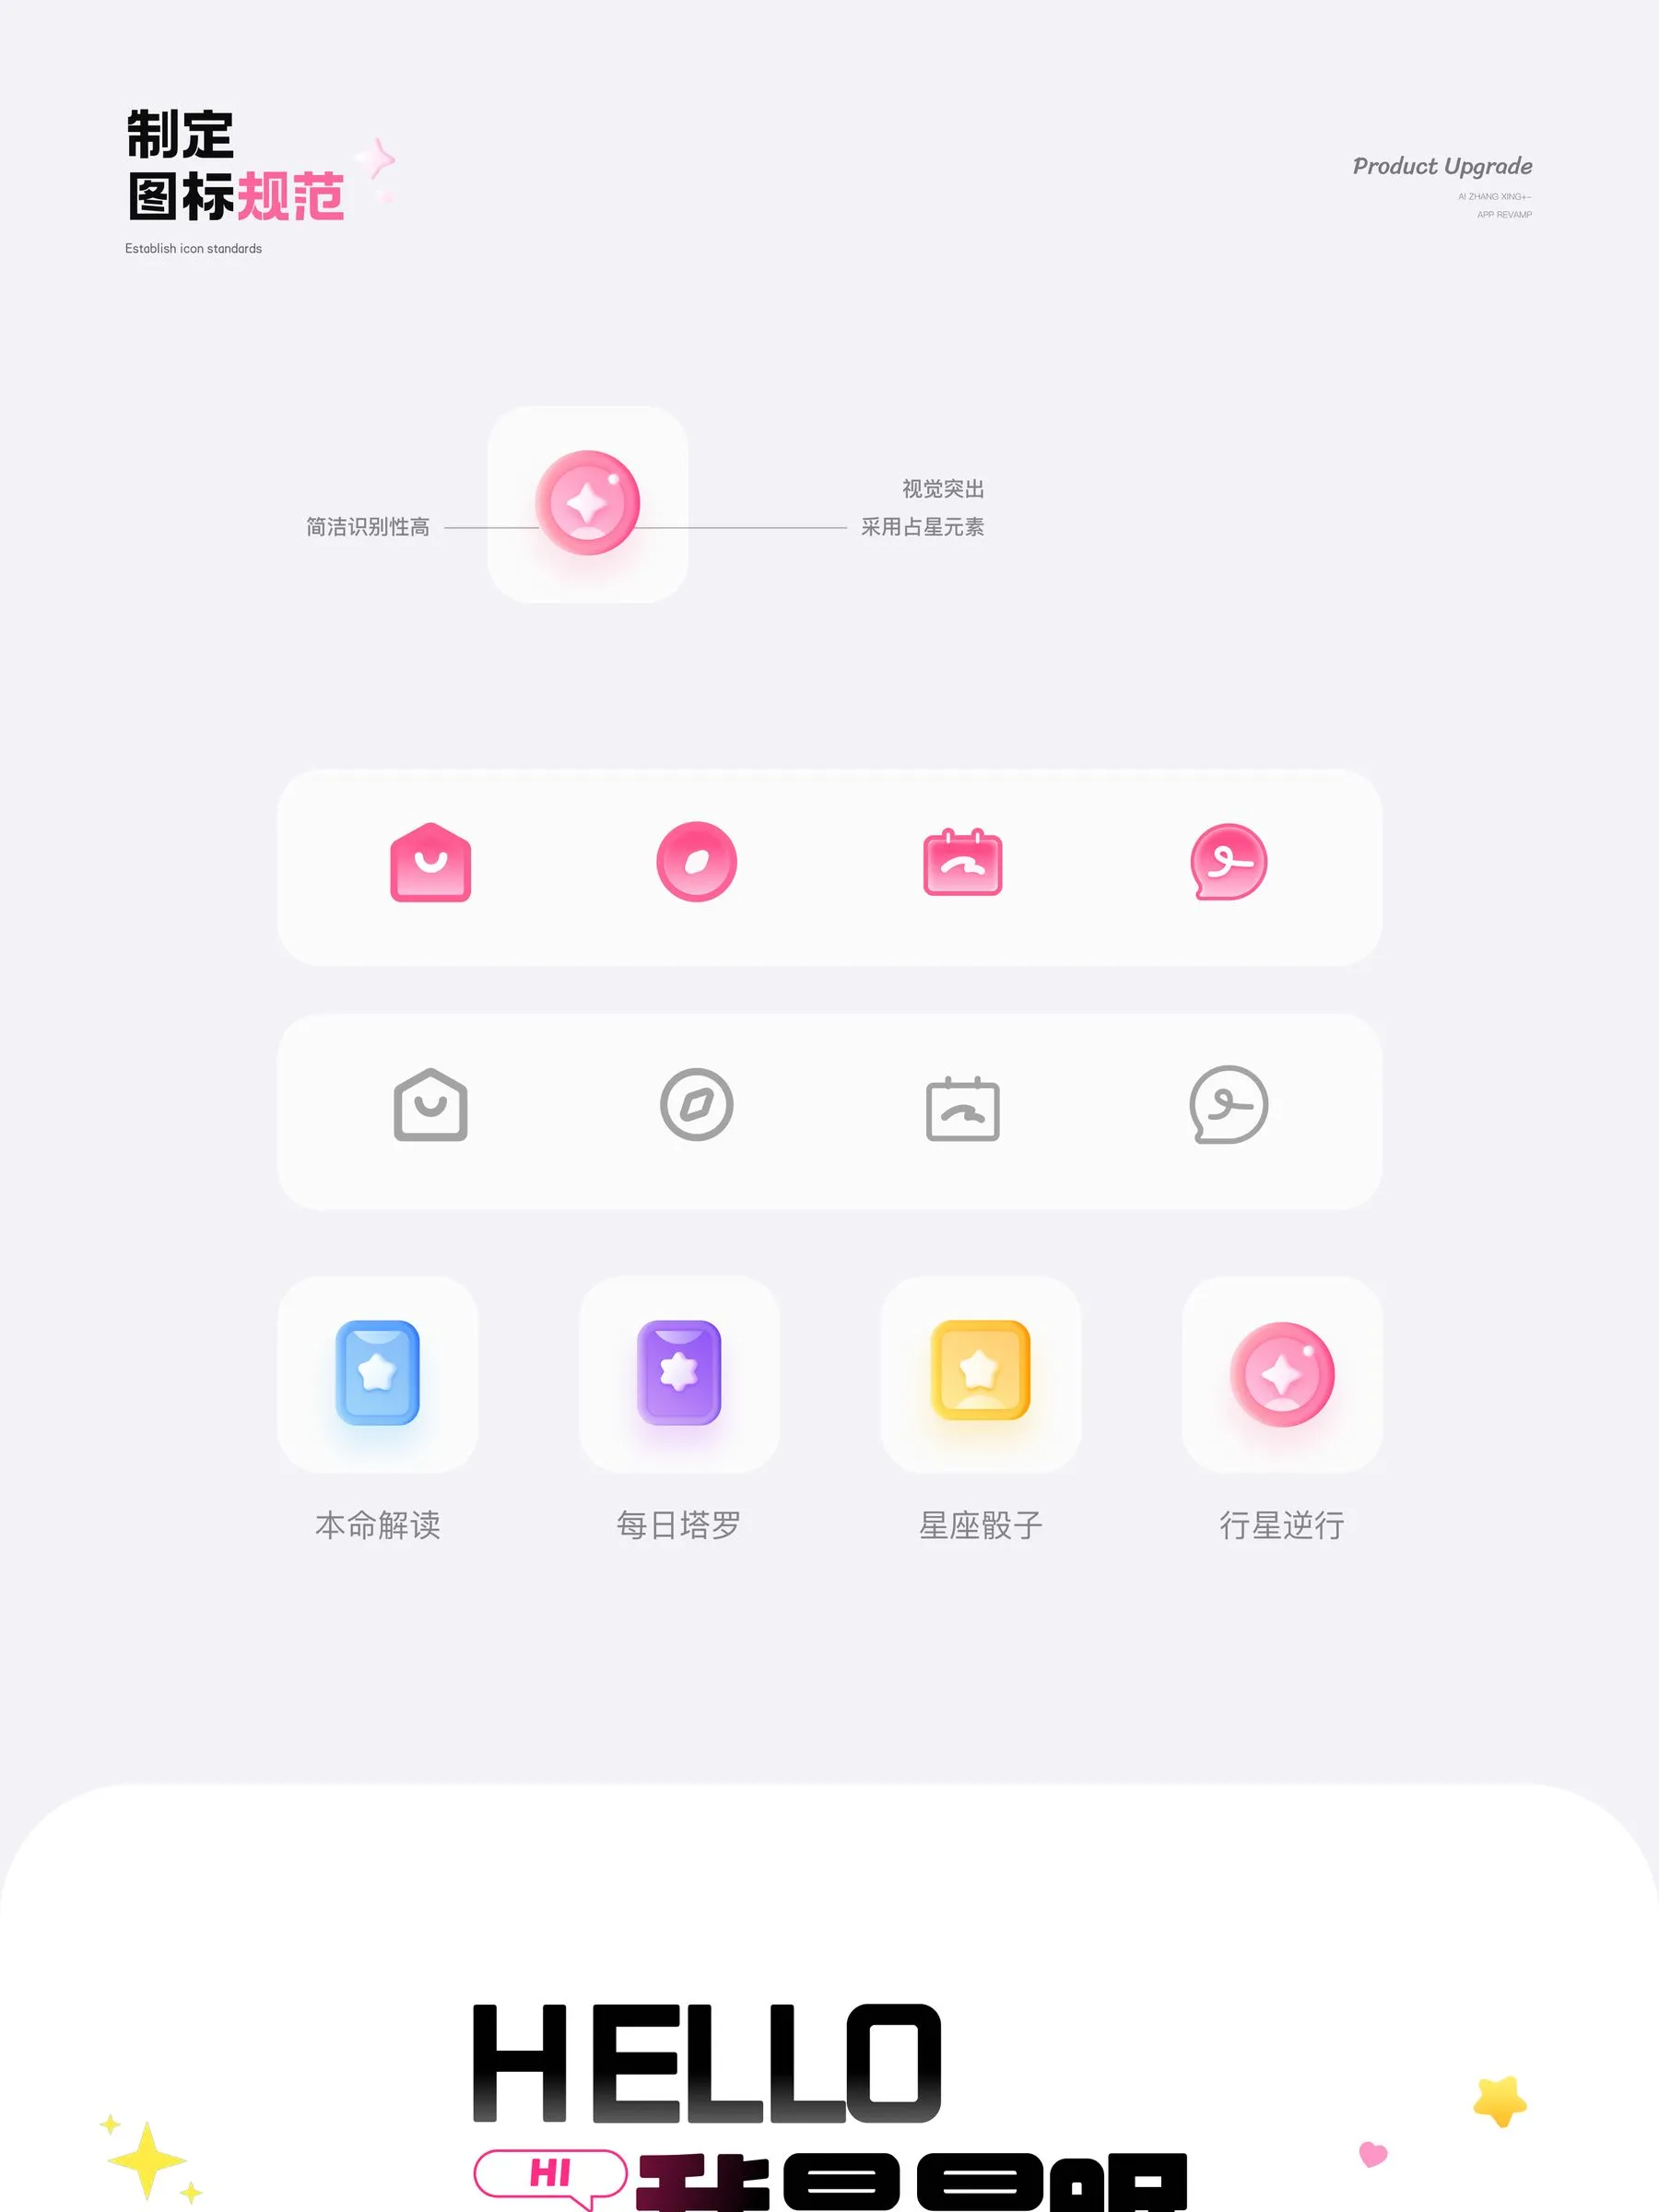 制定
图标规范
Establish icon standards
Product Upgrade
AI ZHANG XING+-
APP REVAMP
视觉突出
简洁识别性高
采用占星元素
本命解读
每日塔罗
星座骰子
行星逆行
HELLO
HI